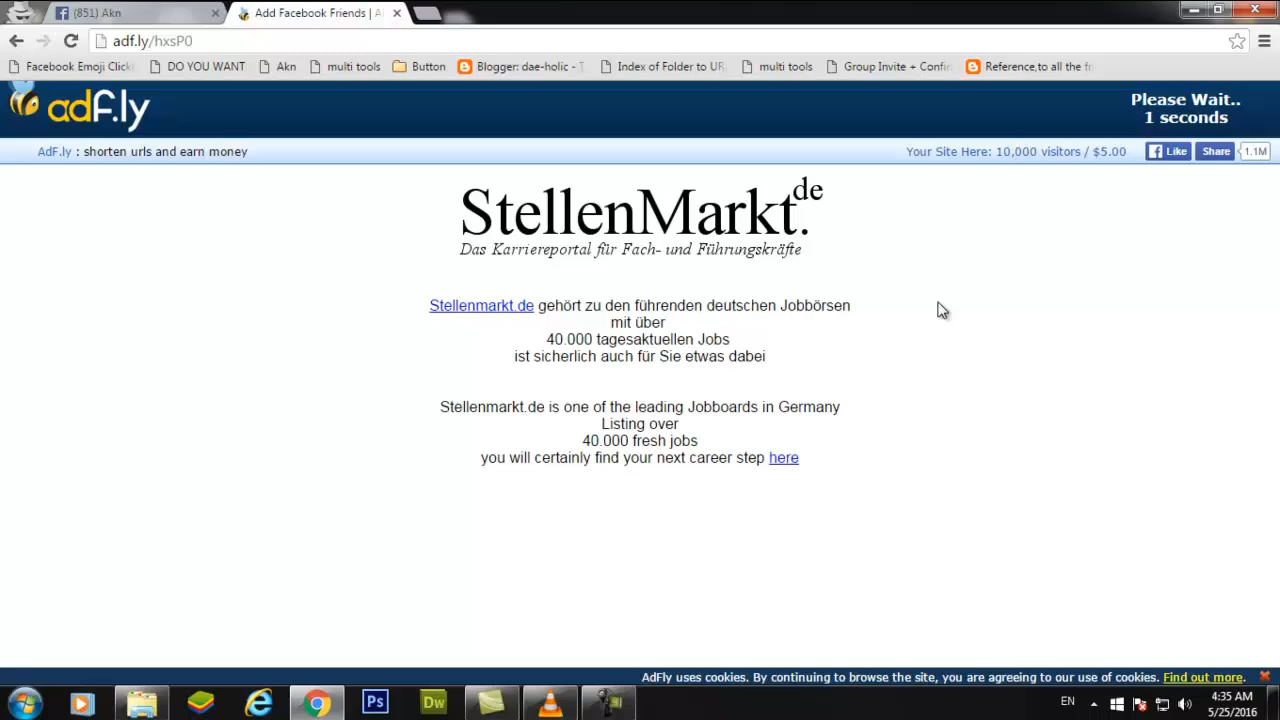 (851) Akn
Add Facebook Friends | A
adf.ly/hxsP0
Facebook Emoji Click
DO YOU WANT
Akn
multi tools
Button
Blogger: dae-holic - T
Index of Folder to UR
multi tools
Group Invite + Confir
Reference,to all the fr
adf.ly
Please Wait..
1 seconds
AdF.ly : shorten urls and earn money
Your Site Here: 10,000 visitors / $5.00
Like
Share
1.1M
StellenMarkt.de
Das Karriereportal für Fach- und Führungskräfte
Stellenmarkt.de gehört zu den führenden deutschen Jobbörsen
mit über
40.000 tagesaktuellen Jobs
ist sicherlich auch für Sie etwas dabei
Stellenmarkt.de is one of the leading Jobboards in Germany
Listing over
40.000 fresh jobs
you will certainly find your next career step here
AdFly uses cookies. By continuing to browse the site, you are agreeing to our use of cookies. Find out more.
Ps
Dw
EN
4:35 AM
5/25/2016